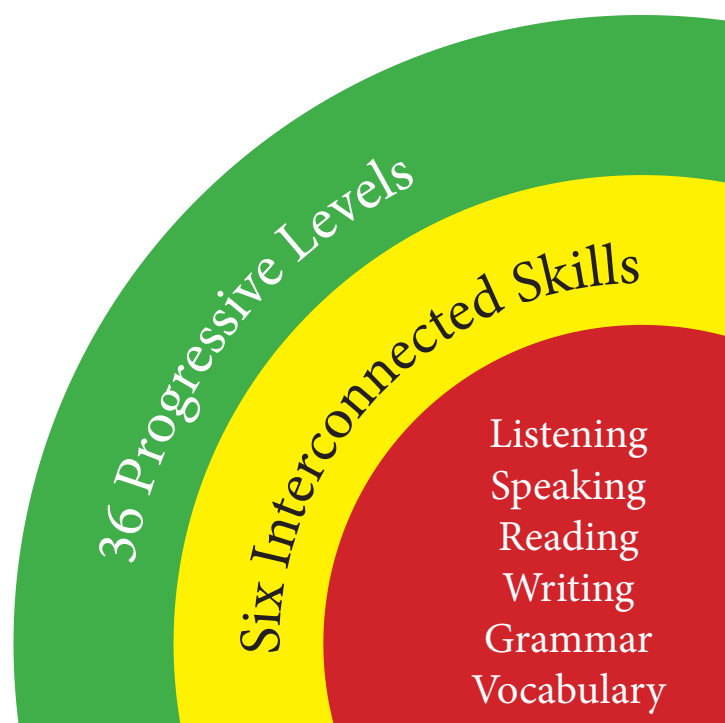 36 Progressive Levels
Six Interconnected Skills
Listening
Speaking
Reading
Writing
Grammar
Vocabulary